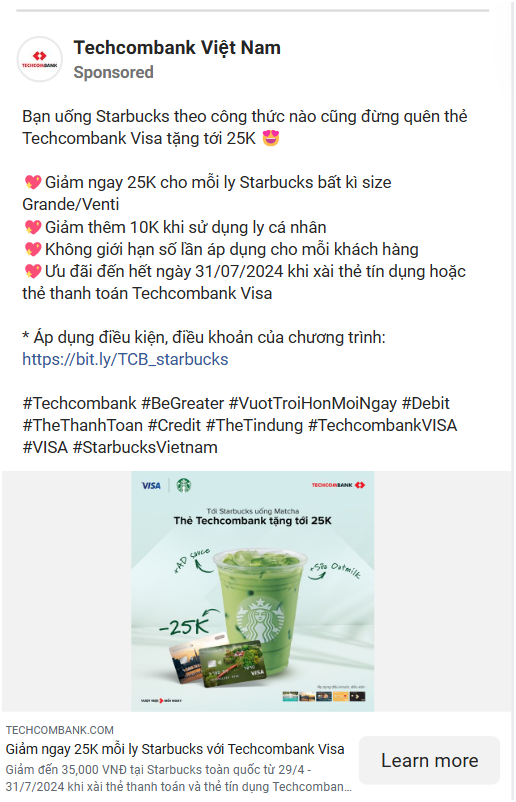 Techcombank Việt Nam
TECHCOMBANK
Sponsored
Bạn uống Starbucks theo công thức nào cũng đừng quên thẻ
Techcombank Visa tặng tới 25K 😍
💖Giảm ngay 25K cho mỗi ly Starbucks bất kì size
Grande/Venti
💖Giảm thêm 10K khi sử dụng ly cá nhân
💖Không giới hạn số lần áp dụng cho mỗi khách hàng
💖Ưu đãi đến hết ngày 31/07/2024 khi xài thẻ tín dụng hoặc
thẻ thanh toán Techcombank Visa
* Áp dụng điều kiện, điều khoản của chương trình:
https://bit.ly/TCB_starbucks
#Techcombank #BeGreater #VuotTroiHonMoiNgay #Debit
#TheThanhToan #Credit #TheTindung #TechcombankVISA
#VISA #StarbucksVietnam
VISA TECHCOMBANK
Tới Starbucks uống Matcha
Thẻ Techcombank tặng tới 25K
+Sữa Oatmilk
-25K
VISA
VƯỢT TRỘI HƠN MỖI NGÀY
TECHCOMBANK.COM
Giảm ngay 25K mỗi ly Starbucks với Techcombank Visa
Giảm đến 35,000 VNĐ tại Starbucks toàn quốc từ 29/4 -
31/7/2024 khi xài thẻ thanh toán và thẻ tín dụng Techcomban...
Learn more